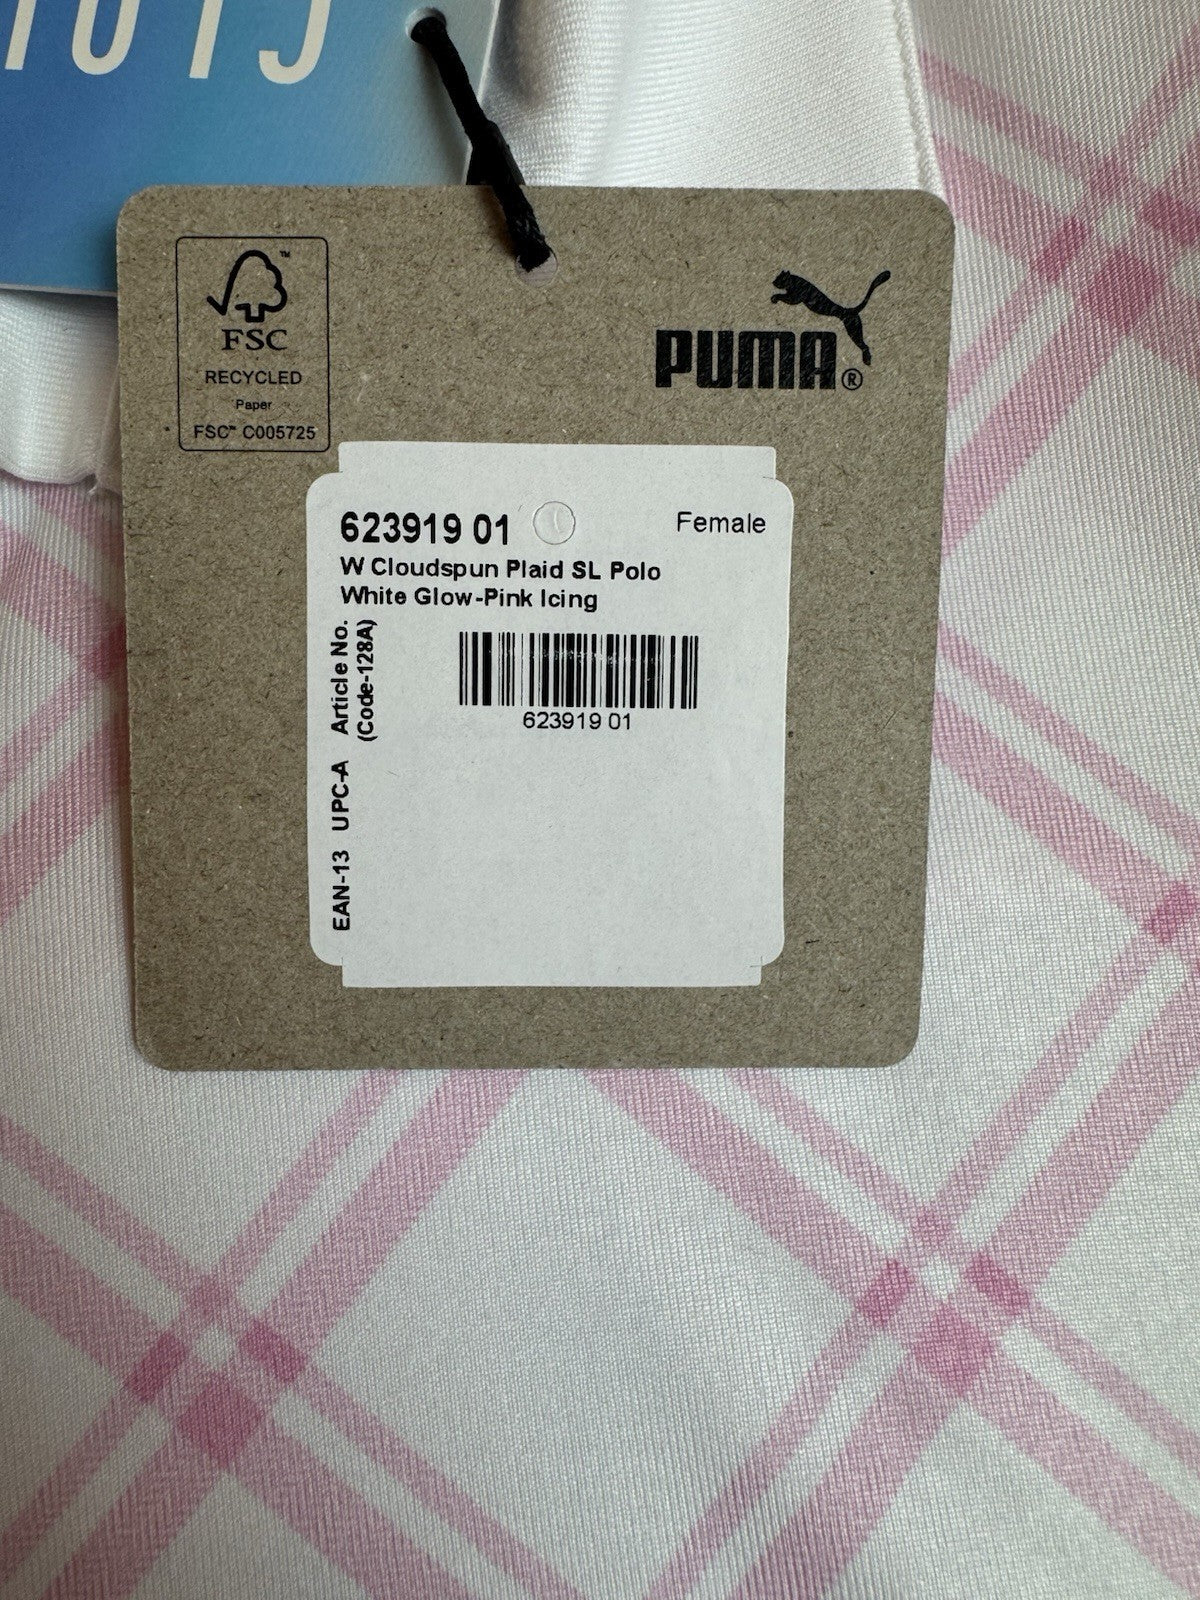 ™
FSC
RECYCLED
Paper
FSC™ C005725
PUMA®
623919 01
Female
W Cloudspun Plaid SL Polo
White Glow-Pink Icing
Article No.
(Code-128A)
623919 01
UPC-A
EAN-13